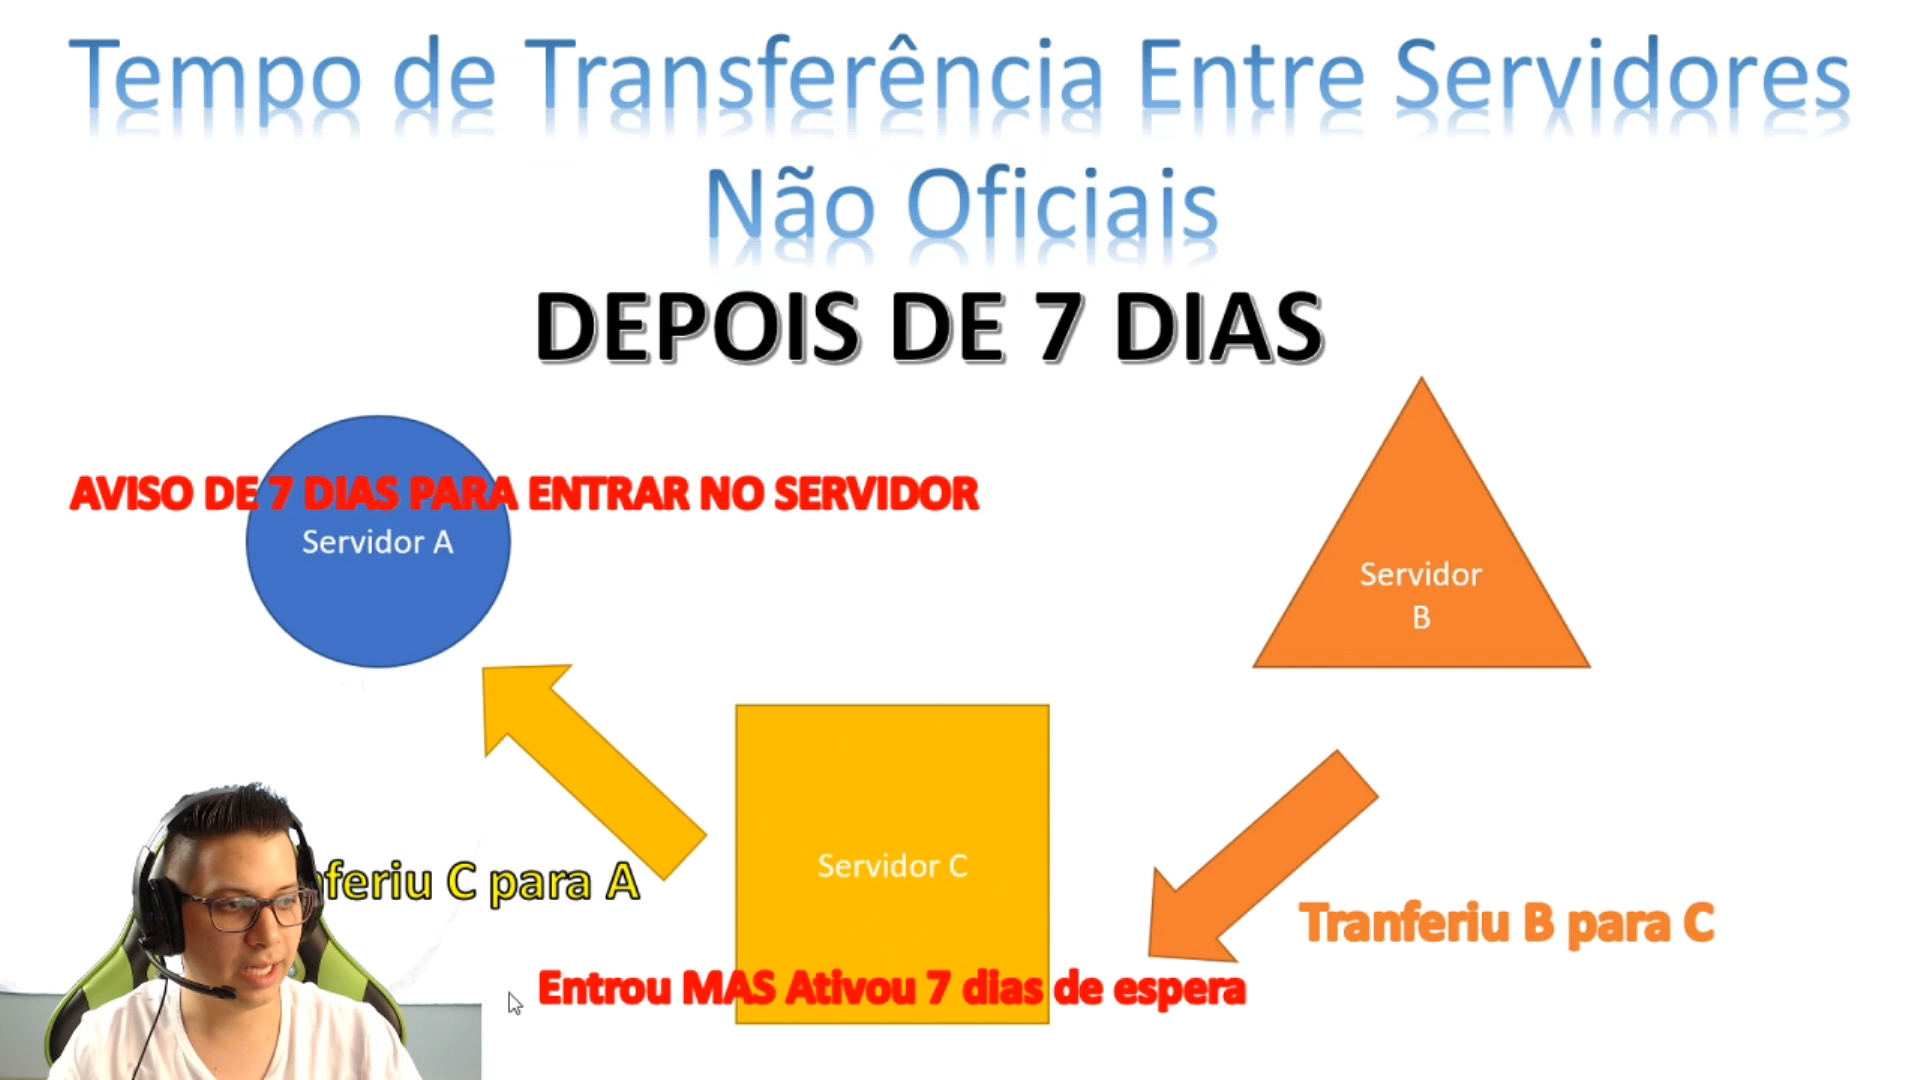 Tempo de Transferência Entre Servidores
Não Oficiais
DEPOIS DE 7 DIAS
AVISO DE 7 DIAS PARA ENTRAR NO SERVIDOR
Servidor A
Servidor
B
Servidor C
nferiu C para A
Tranferiu B para C
Entrou MAS Ativou 7 dias de espera